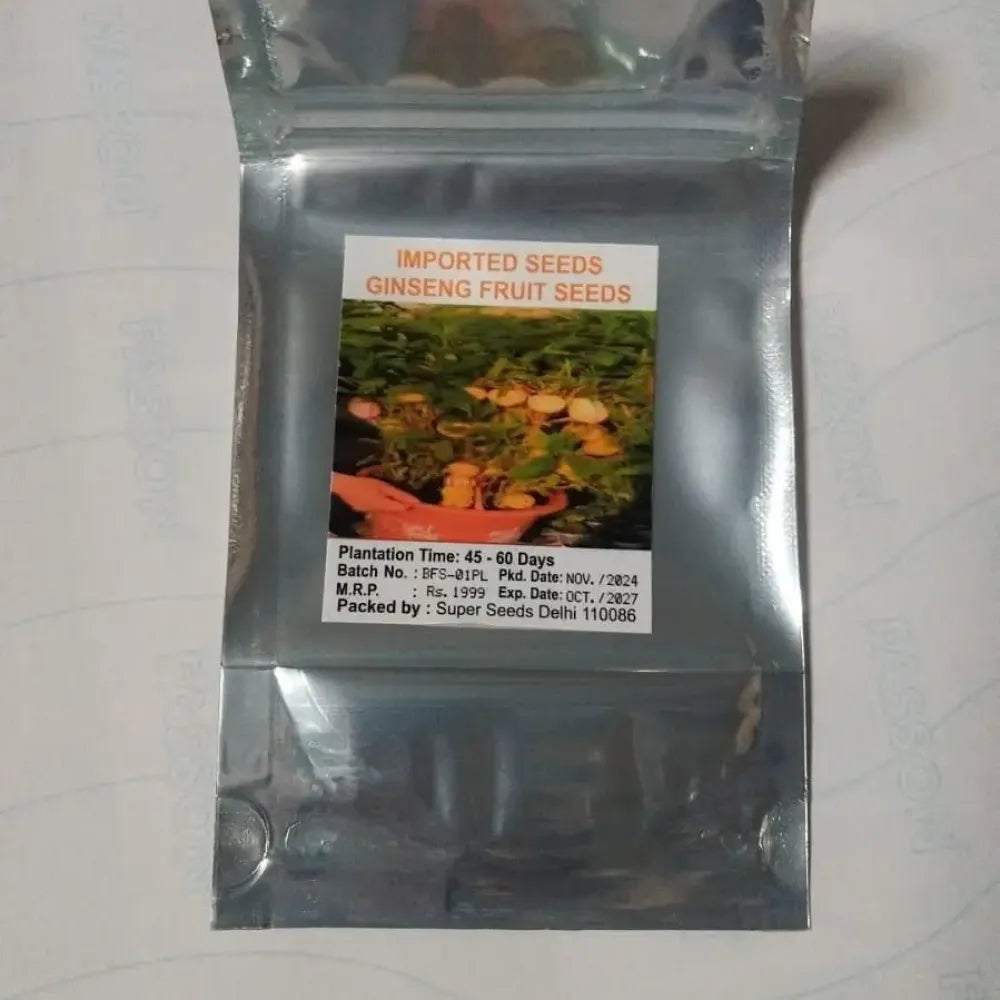 IMPORTED SEEDS
GINSENG FRUIT SEEDS
Plantation Time: 45 - 60 Days
Batch No. : BFS-01PL Pkd. Date: NOV. /2024
M.R.P. : Rs. 1999 Exp. Date: OCT. /2027
Packed by : Super Seeds Delhi 110086